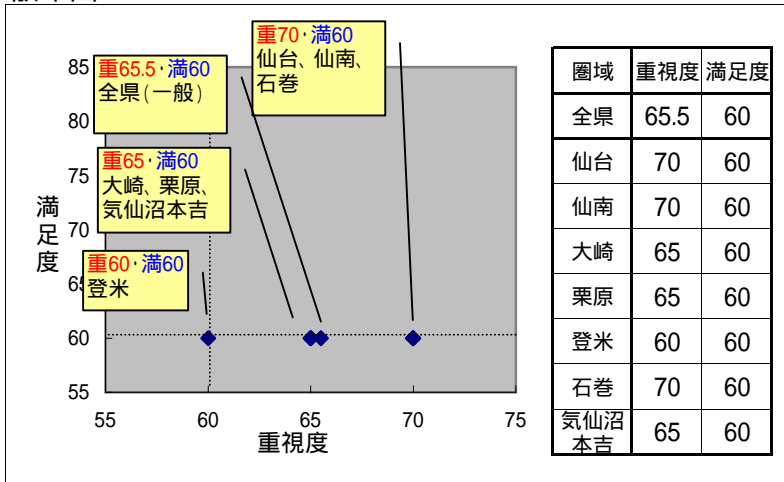 重70・満60
仙台、仙南、
石巻
重65.5・満60
全県(一般)
重65・満60
大崎、栗原、
気仙沼本吉
重60・満60
登米
満足度
85
80
75
70
65
60
55
55 60 65 70 75
重視度
圏域 重視度 満足度
全県 65.5 60
仙台 70 60
仙南 70 60
大崎 65 60
栗原 65 60
登米 60 60
石巻 70 60
気仙沼
本吉 65 60